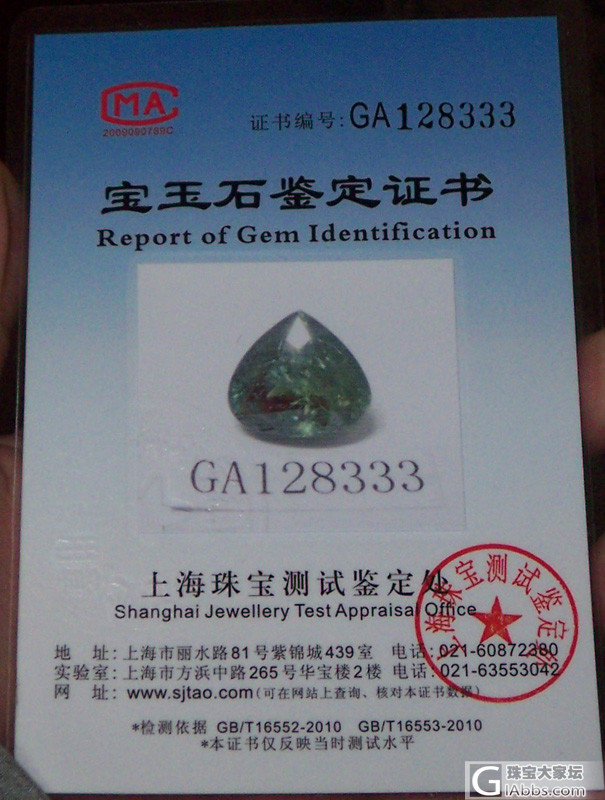 CMA
2009090789C
证书编号:GA128333
宝玉石鉴定证书
Report of Gem Identification
GA128333
上海珠宝测试鉴定处
Shanghai Jewellery Test Appraisal Office
上海珠宝测试鉴定处
地 址:上海市丽水路81号紫锦城439室 电话:021-60872380
实验室:上海市方浜中路265号华宝楼2楼 电话:021-63553042
网 址:www.sjtao.com(可在网站上查询、核对本证书数据)
*检测依据 GB/T16552-2010 GB/T16553-2010
*本证书仅反映当时测试水平
珠宝大家坛
GiAbbs.com